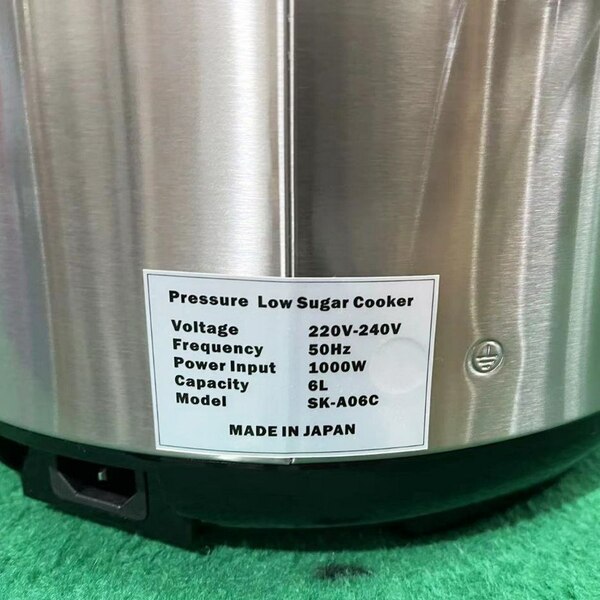 Pressure Low Sugar Cooker
Voltage 220V-240V
Frequency 50Hz
Power Input 1000W
Capacity 6L
Model SK-A06C
MADE IN JAPAN